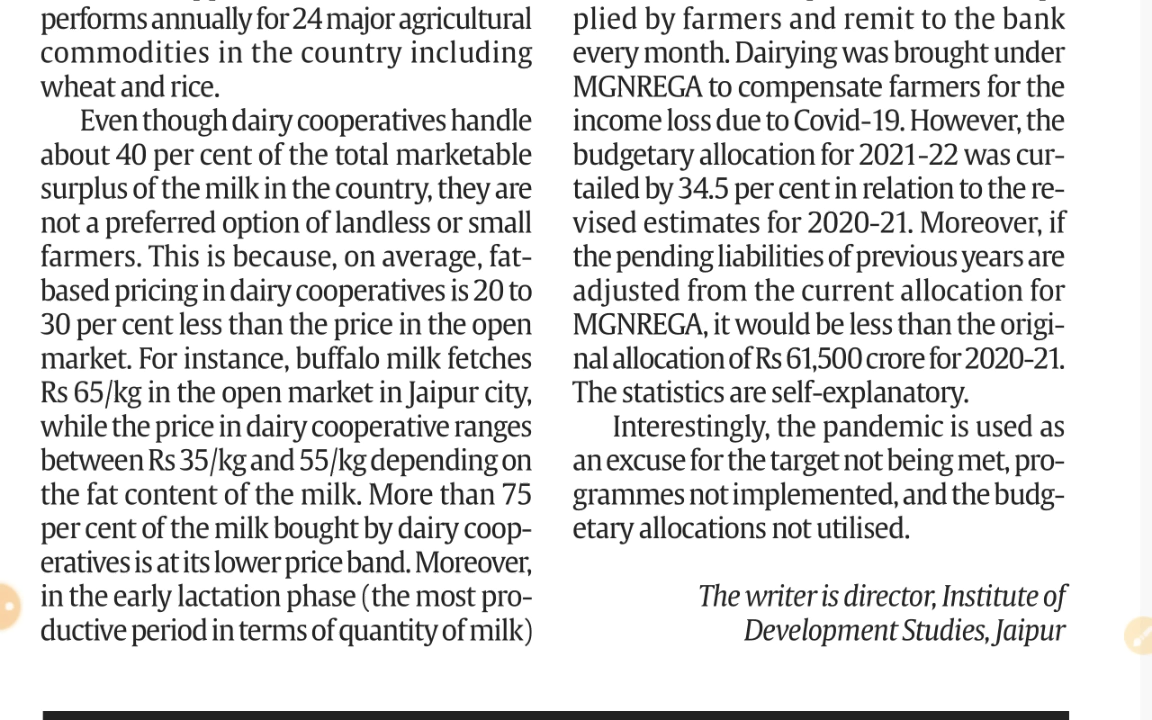 performs annually for 24 major agricultural
commodities in the country including
wheat and rice.
Even though dairy cooperatives handle
about 40 per cent of the total marketable
surplus of the milk in the country, they are
not a preferred option of landless or small
farmers. This is because, on average, fat-
based pricing in dairy cooperatives is 20 to
30 per cent less than the price in the open
market. For instance, buffalo milk fetches
Rs 65/kg in the open market in Jaipur city,
while the price in dairy cooperative ranges
between Rs 35/kg and 55/kg depending on
the fat content of the milk. More than 75
per cent of the milk bought by dairy coop-
eratives is at its lower price band. Moreover,
in the early lactation phase (the most pro-
ductive period in terms of quantity of milk)
plied by farmers and remit to the bank
every month. Dairying was brought under
MGNREGA to compensate farmers for the
income loss due to Covid-19. However, the
budgetary allocation for 2021-22 was cur-
tailed by 34.5 per cent in relation to the re-
vised estimates for 2020-21. Moreover, if
the pending liabilities of previous years are
adjusted from the current allocation for
MGNREGA, it would be less than the origi-
nal allocation of Rs 61,500 crore for 2020-21.
The statistics are self-explanatory.
Interestingly, the pandemic is used as
an excuse for the target not being met, pro-
grammes not implemented, and the budg-
etary allocations not utilised.
The writer is director, Institute of
Development Studies, Jaipur